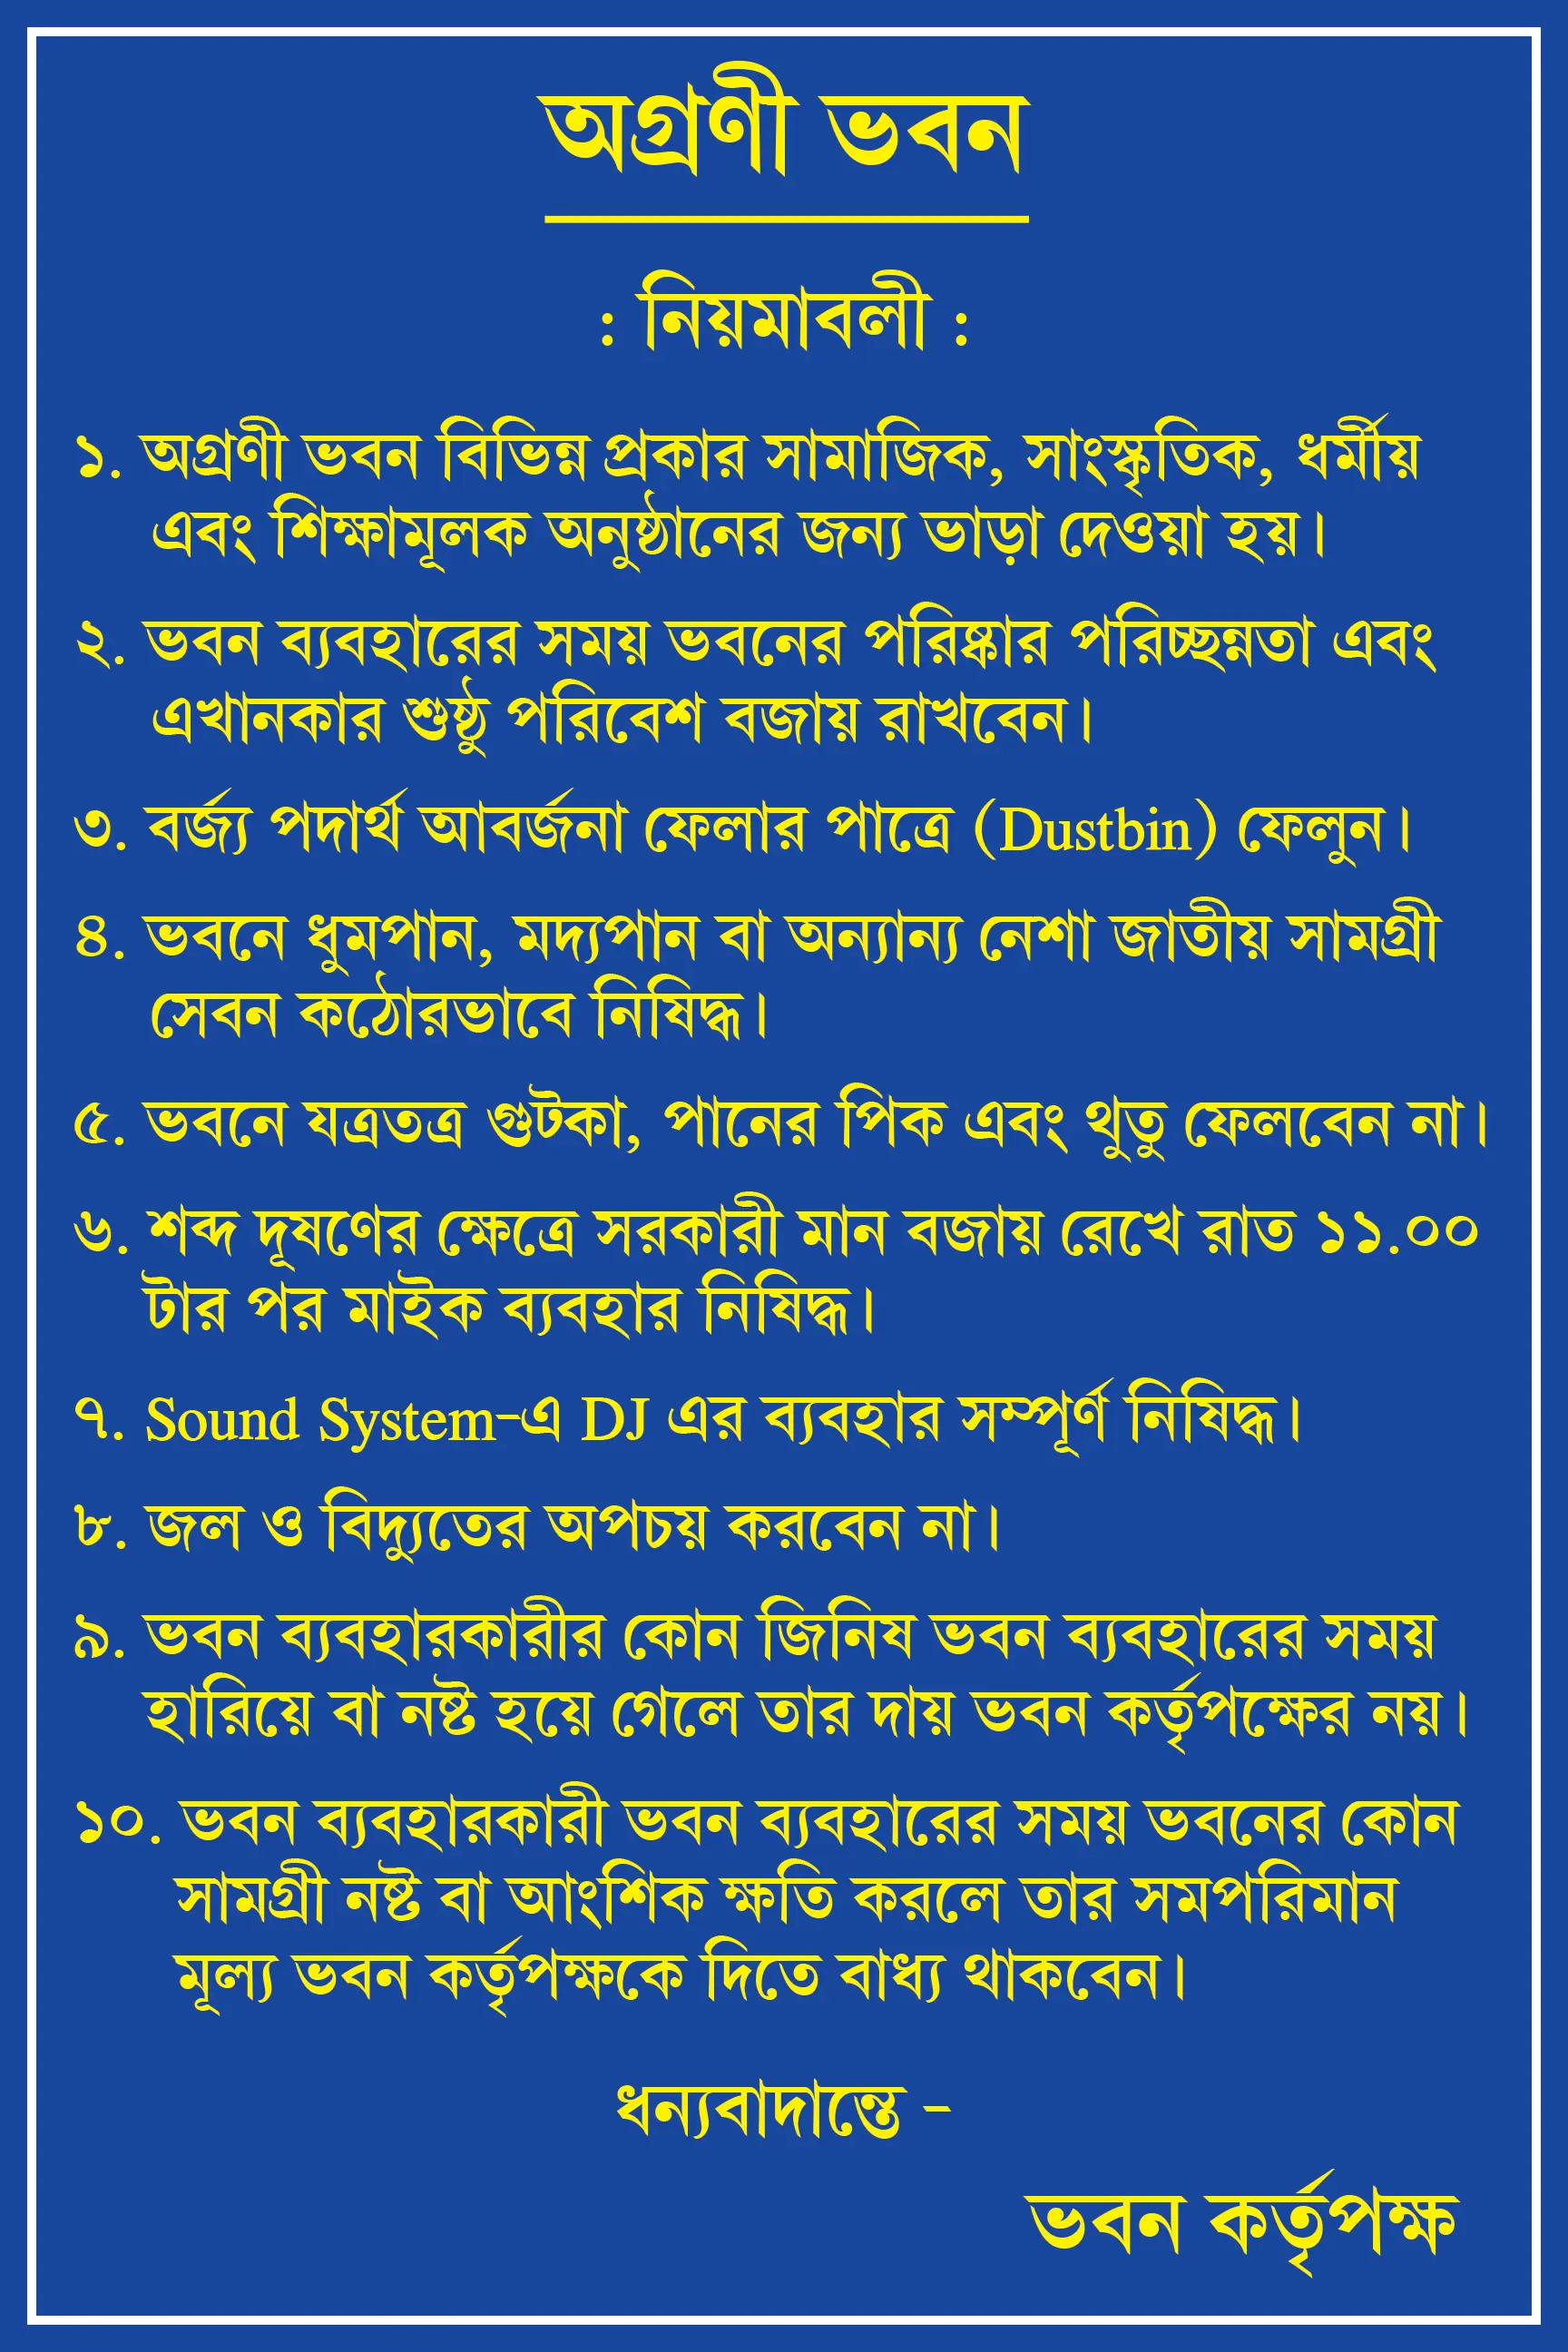 অগ্রণী ভবন
: নিয়মাবলী :
১. অগ্রণী ভবন বিভিন্ন প্রকার সামাজিক, সাংস্কৃতিক, ধর্মীয়
এবং শিক্ষামূলক অনুষ্ঠানের জন্য ভাড়া দেওয়া হয়।
২. ভবন ব্যবহারের সময় ভবনের পরিষ্কার পরিচ্ছন্নতা এবং
এখানকার শুষ্ঠু পরিবেশ বজায় রাখবেন।
৩. বর্জ্য পদার্থ আবর্জনা ফেলার পাত্রে (Dustbin) ফেলুন।
৪. ভবনে ধুমপান, মদ্যপান বা অন্যান্য নেশা জাতীয় সামগ্রী
সেবন কঠোরভাবে নিষিদ্ধ।
৫. ভবনে যত্রতত্র গুটকা, পানের পিক এবং থুতু ফেলবেন না।
৬. শব্দ দূষণের ক্ষেত্রে সরকারী মান বজায় রেখে রাত ১১.০০
টার পর মাইক ব্যবহার নিষিদ্ধ।
৭. Sound System-এ DJ এর ব্যবহার সম্পূর্ণ নিষিদ্ধ।
৮. জল ও বিদ্যুতের অপচয় করবেন না।
৯. ভবন ব্যবহারকারীর কোন জিনিষ ভবন ব্যবহারের সময়
হারিয়ে বা নষ্ট হয়ে গেলে তার দায় ভবন কর্তৃপক্ষের নয়।
১০. ভবন ব্যবহারকারী ভবন ব্যবহারের সময় ভবনের কোন
সামগ্রী নষ্ট বা আংশিক ক্ষতি করলে তার সমপরিমান
মূল্য ভবন কর্তৃপক্ষকে দিতে বাধ্য থাকবেন।
ধন্যবাদান্তে -
ভবন কর্তৃপক্ষ